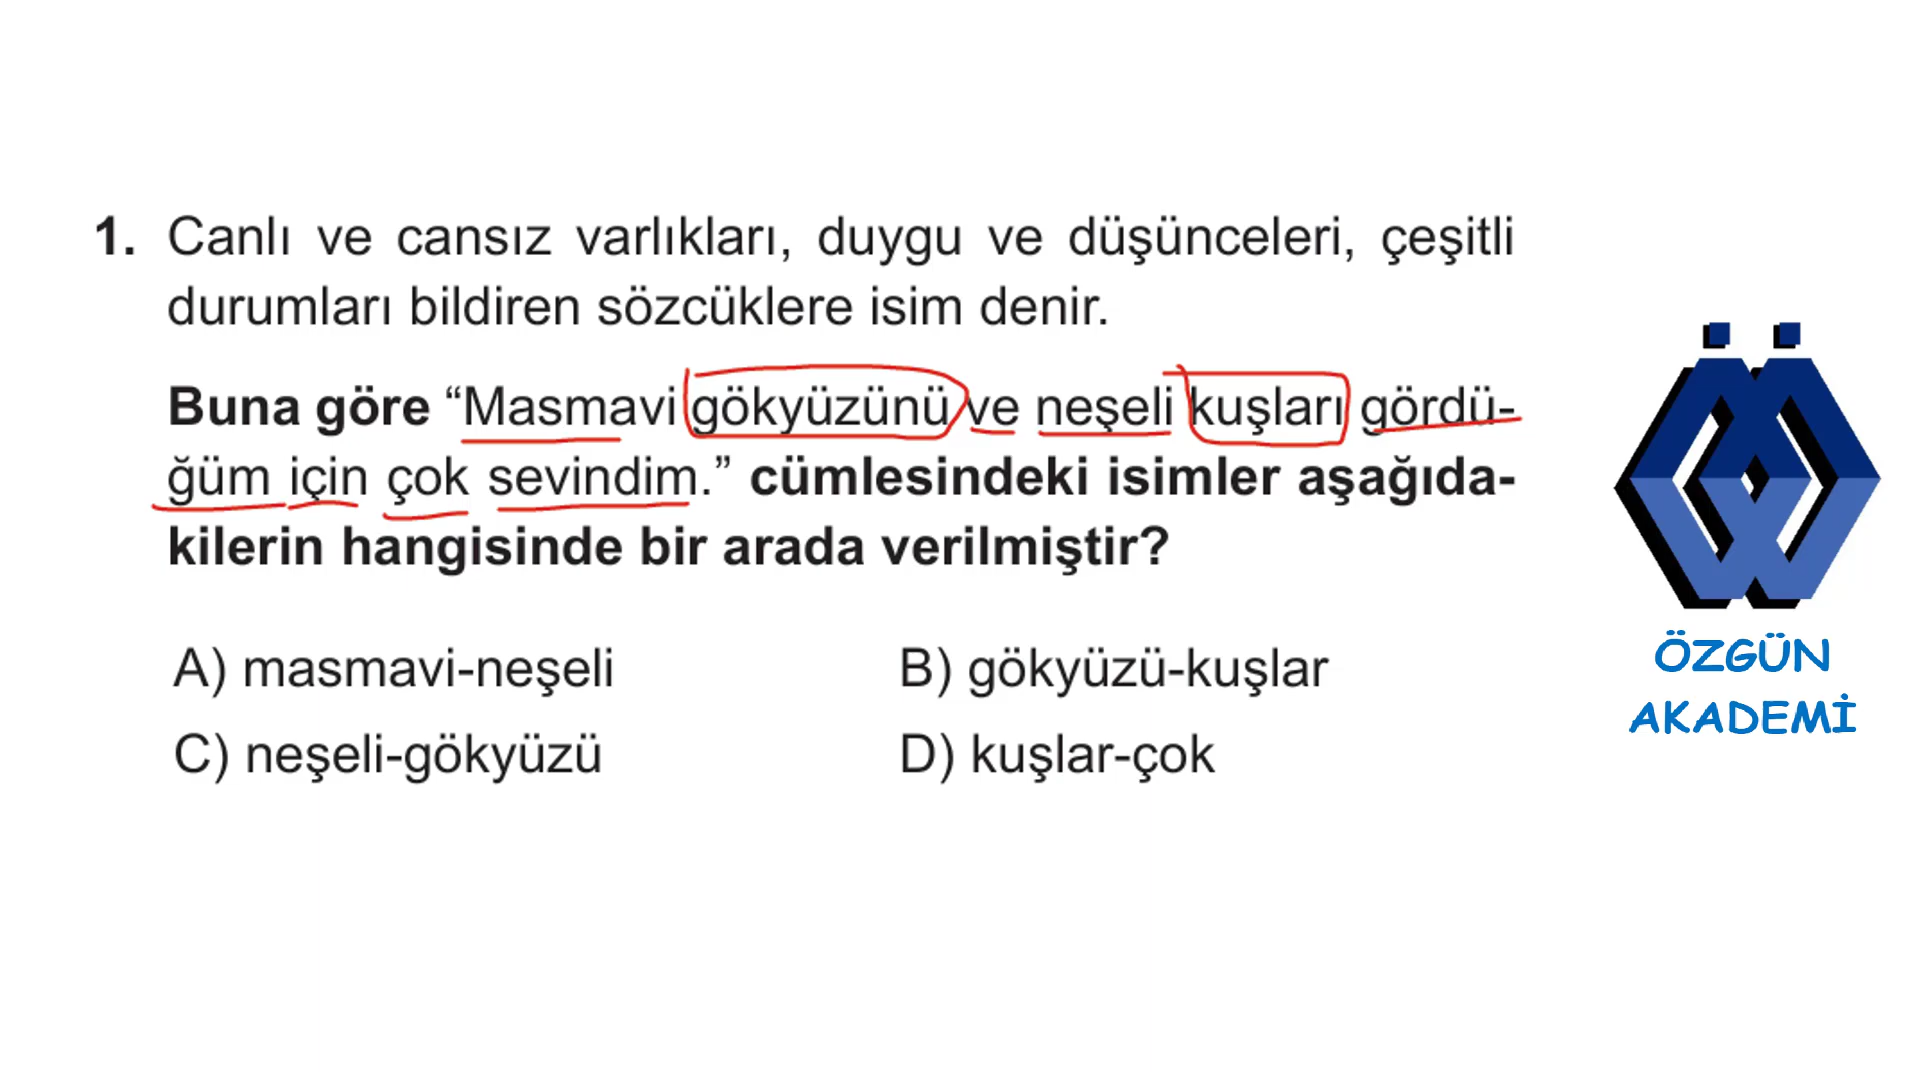 1. Canlı ve cansız varlıkları, duygu ve düşünceleri, çeşitli
durumları bildiren sözcüklere isim denir.
Buna göre “Masmavi gökyüzünü ve neşeli kuşları gördü-
ğüm için çok sevindim.” cümlesindeki isimler aşağıda-
kilerin hangisinde bir arada verilmiştir?
A) masmavi-neşeli
B) gökyüzü-kuşlar
C) neşeli-gökyüzü
D) kuşlar-çok
ÖZGÜN
AKADEMİ